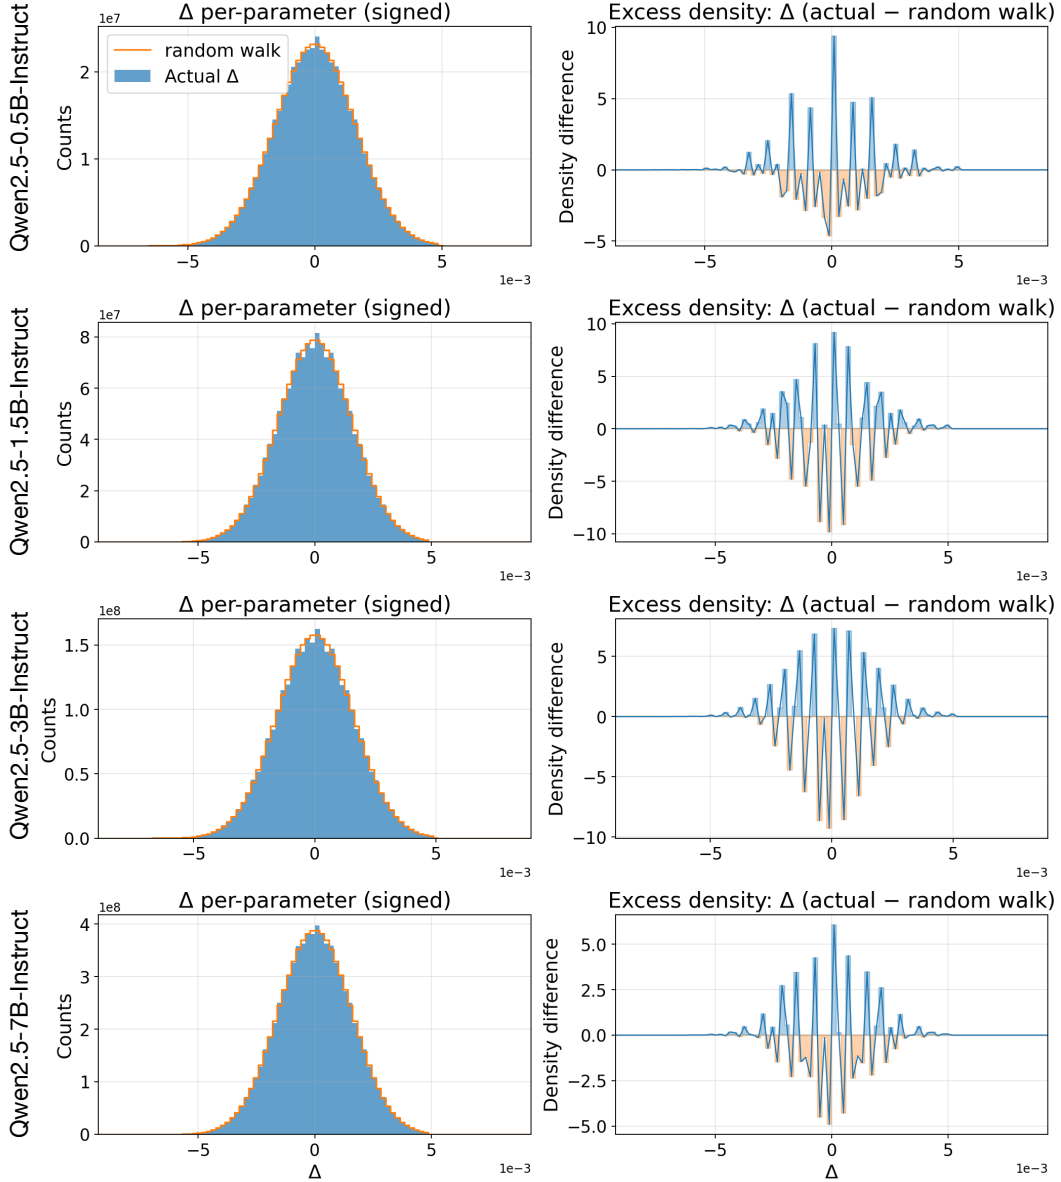 Qwen2.5-0.5B-Instruct
Δ per-parameter (signed)
1e7
Counts
2
1
0
random walk
Actual Δ
−5
0
5
1e−3
Excess density: Δ (actual − random walk)
Density difference
10
5
0
−5
−5
0
5
1e−3
Qwen2.5-1.5B-Instruct
Δ per-parameter (signed)
1e7
Counts
8
6
4
2
0
−5
0
5
1e−3
Excess density: Δ (actual − random walk)
Density difference
10
5
0
−5
−10
−5
0
5
1e−3
Qwen2.5-3B-Instruct
Δ per-parameter (signed)
1e8
Counts
1.5
1.0
0.5
0.0
−5
0
5
1e−3
Excess density: Δ (actual − random walk)
Density difference
5
0
−5
−10
−5
0
5
1e−3
Qwen2.5-7B-Instruct
Δ per-parameter (signed)
1e8
Counts
4
3
2
1
0
−5
0
5
1e−3
Δ
Excess density: Δ (actual − random walk)
Density difference
5.0
2.5
0.0
−2.5
−5.0
−5
0
5
1e−3
Δ